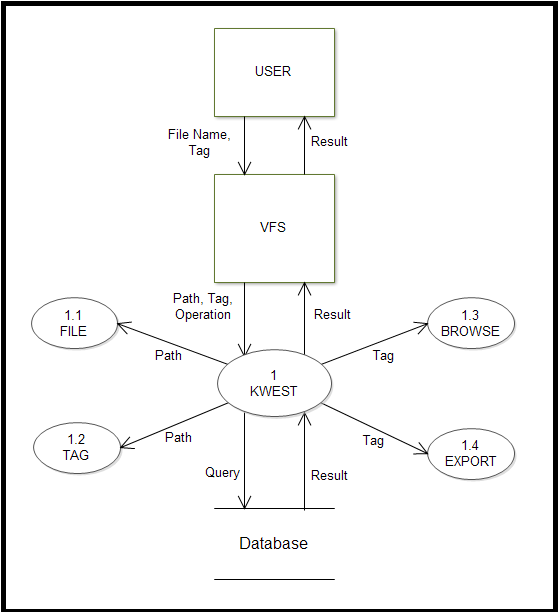 USER
File Name,
Tag
Result
VFS
Path, Tag,
Operation
Result
1.1
FILE
1.3
BROWSE
Path
Tag
1
KWEST
1.2
TAG
Path
Tag
1.4
EXPORT
Query
Result
Database